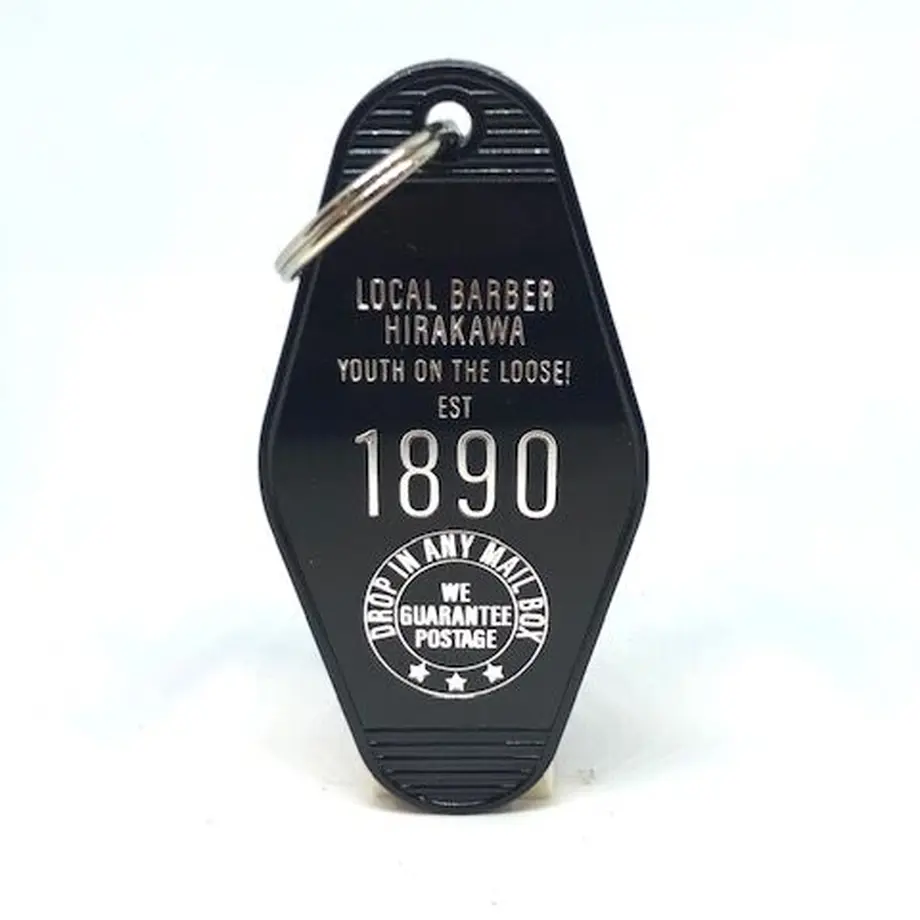 LOCAL BARBER
HIRAKAWA
YOUTH ON THE LOOSE!
EST
1890
DROP IN ANY MAIL BOX
WE
GUARANTEE
POSTAGE